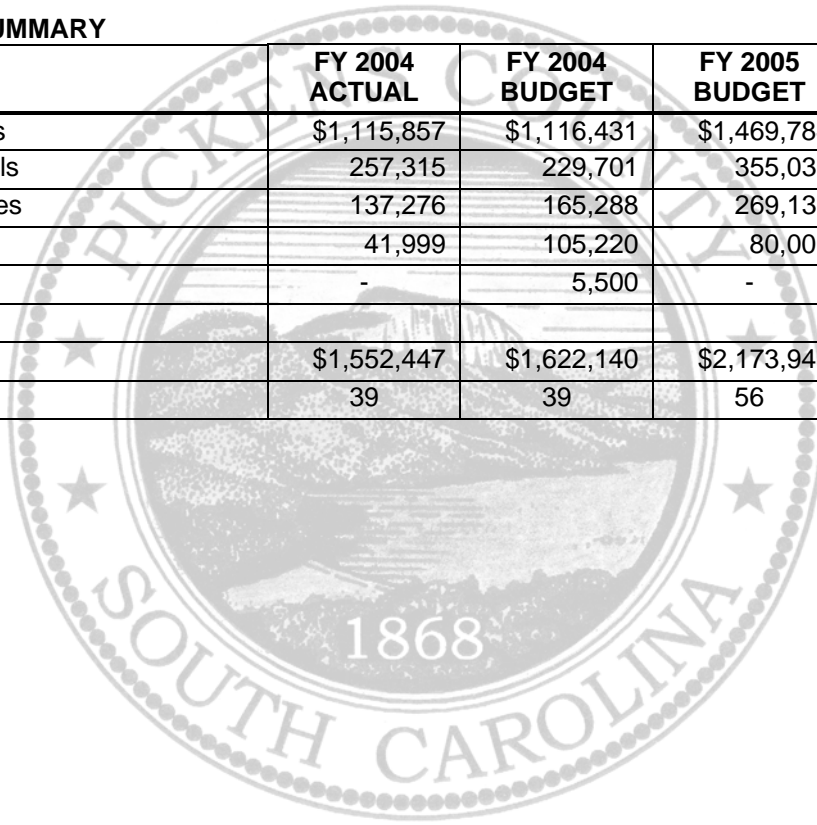 UMMARY
FY 2004 FY 2004 FY 2005
ACTUAL BUDGET BUDGET
s $1,115,857 $1,116,431 $1,469,78
ls 257,315 229,701 355,03
es 137,276 165,288 269,13
41,999 105,220 80,00
- 5,500 -
$1,552,447 $1,622,140 $2,173,94
39 39 56
PICKENS COUNTY
1868
SOUTH CAROLINA